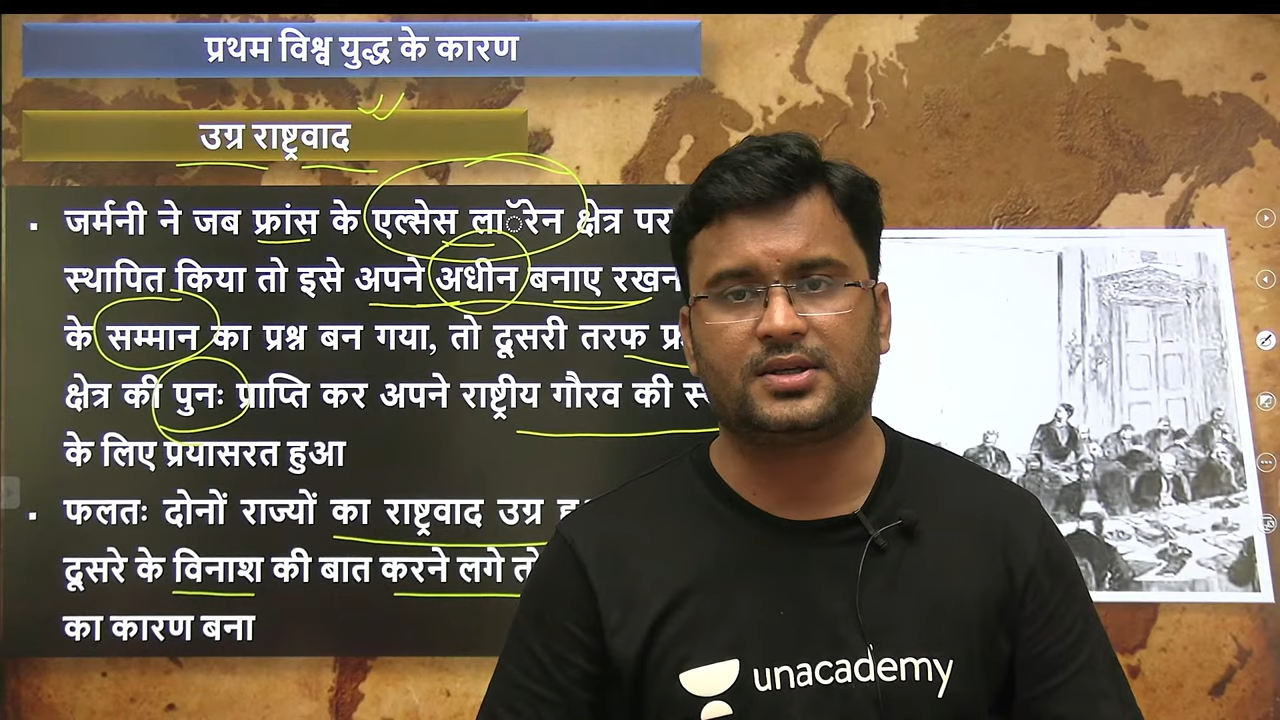 प्रथम विश्व युद्ध के कारण
उग्र राष्ट्रवाद
जर्मनी ने जब फ्रांस के एल्सेस लाॅरेन क्षेत्र पर
स्थापित किया तो इसे अपने अधीन बनाए
के सम्मान का प्रश्न बन गया, तो दूसरी तरफ
क्षेत्र की पुनः प्राप्ति कर अपने राष्ट्रीय गौरव की
के लिए प्रयासरत हुआ
फलतः दोनों राज्यों का राष्ट्रवाद उग्र
दूसरे के विनाश की बात करने लगे
का कारण बना
unacademy